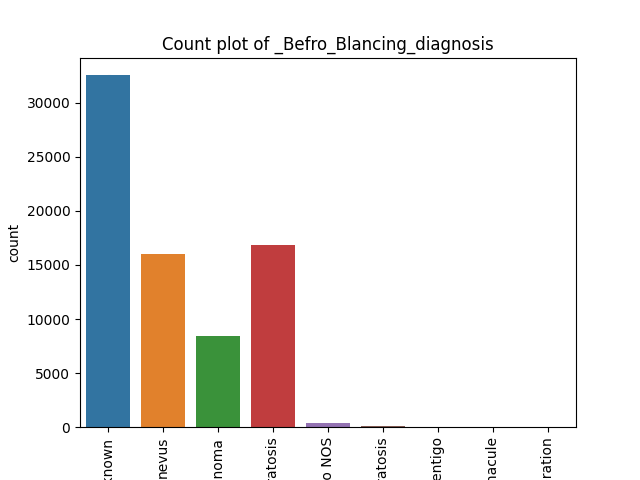 Count plot of _Befro_Blancing_diagnosis
30000
25000
20000
15000
10000
5000
0
count
nevus
noma
ratosis
o NOS
ratosis
entigo
nacule
ration